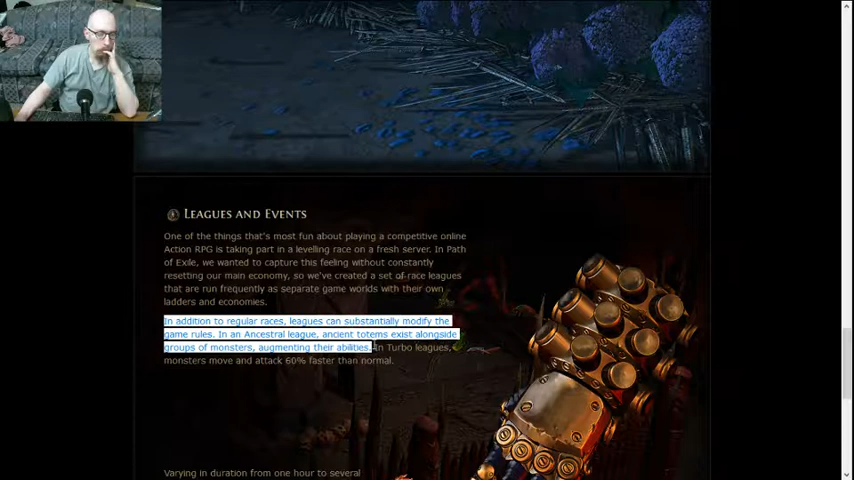 LEAGUES AND EVENTS
One of the things that's most fun about playing a competitive online
Action RPG is taking part in a levelling race on a fresh server. In Path
of Exile, we wanted to capture this feeling without constantly
resetting our main economy, so we've created a set of race leagues
that are run frequently as separate game worlds with their own
ladders and economies.
In addition to regular races, leagues can substantially modify the
game rules. In an Ancestral league, ancient totems exist alongside
groups of monsters, augmenting their abilities. In Turbo leagues,
monsters move and attack 60% faster than normal.
Varying in duration from one hour to several